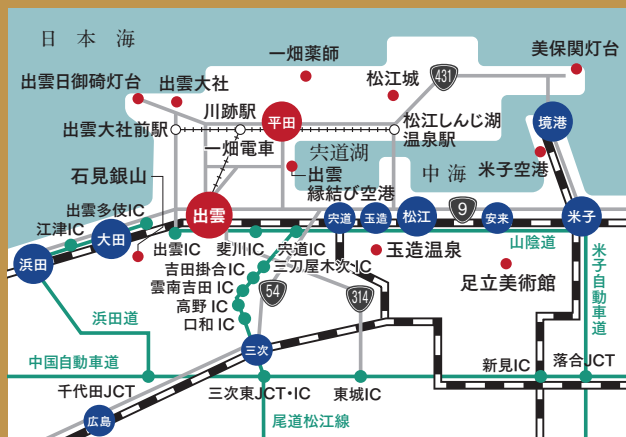 日本海
一畑薬師
美保関灯台
出雲日御碕灯台
出雲大社
松江城
431
川跡駅
平田
出雲大社前駅
松江しんじ湖
温泉駅
境港
一畑電車
宍道湖
中海
米子空港
石見銀山
出雲
縁結び空港
出雲多伎IC
江津IC
出雲
宍道
玉造
松江
9
安来
米子
大田
浜田
出雲IC
斐川IC
宍道IC
玉造温泉
山陰道
吉田掛合IC
三刀屋木次IC
足立美術館
米子自動車道
雲南吉田IC
54
314
高野IC
口和IC
浜田道
三次
中国自動車道
新見IC
落合JCT
千代田JCT
三次東JCT・IC
東城IC
広島
尾道松江線